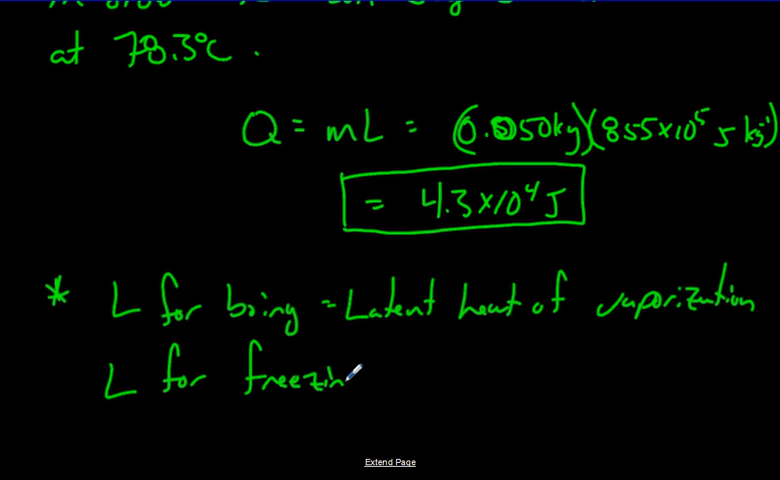 at 78.3°C.
Q = mL = (0.050kg)(8.55×10⁵ J kg⁻¹)
= 4.3×10⁴ J
* L for boing = Latent heat of vaporization
L for freezin
Extend Page